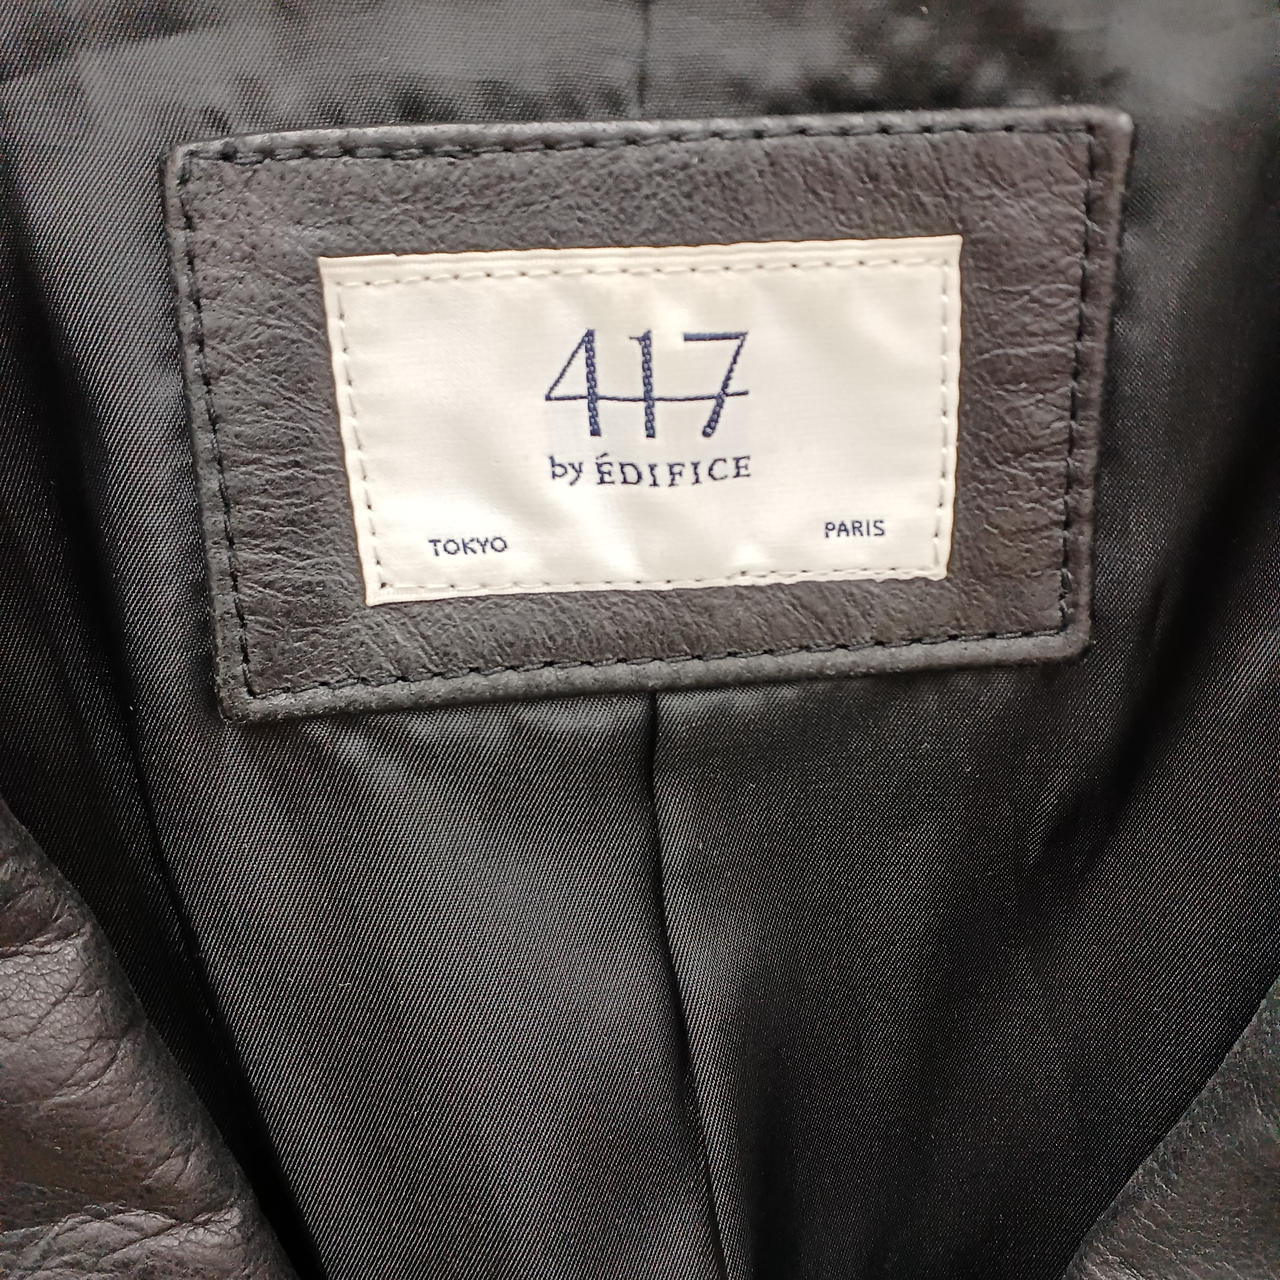 417
by ÉDIFICE
TOKYO PARIS